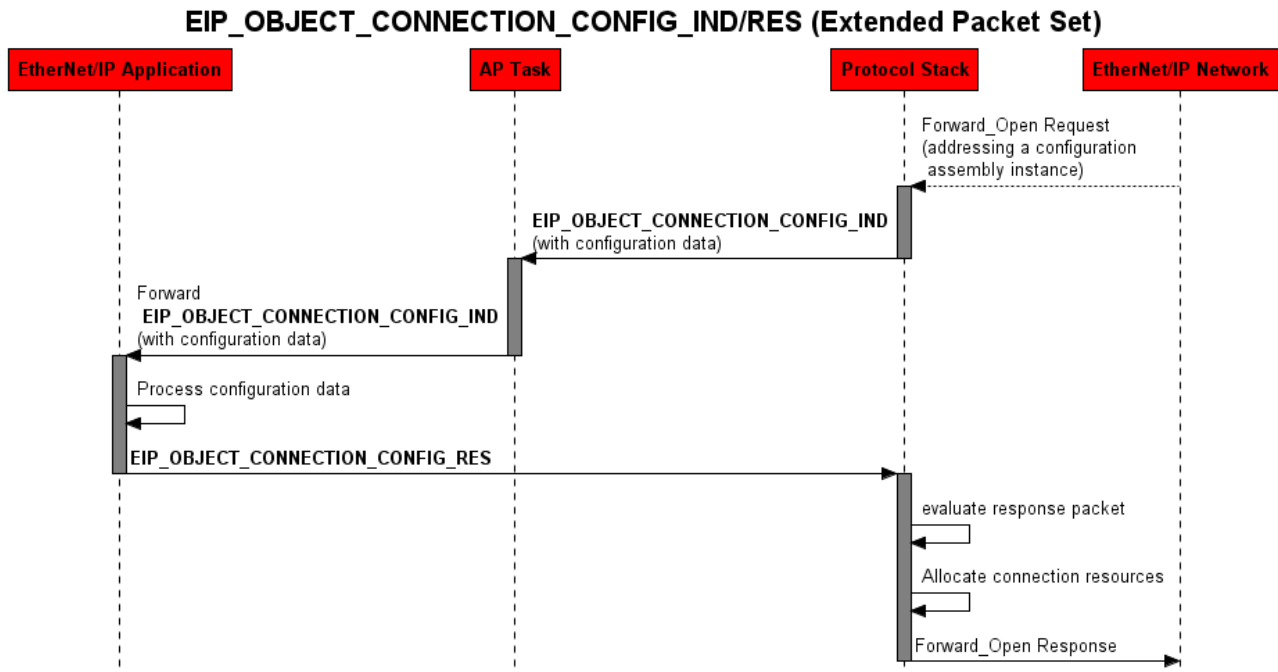 EIP_OBJECT_CONNECTION_CONFIG_IND/RES (Extended Packet Set)
EtherNet/IP Application
AP Task
Protocol Stack
EtherNet/IP Network
Forward_Open Request
(addressing a configuration
assembly instance)
EIP_OBJECT_CONNECTION_CONFIG_IND
(with configuration data)
Forward
EIP_OBJECT_CONNECTION_CONFIG_IND
(with configuration data)
Process configuration data
EIP_OBJECT_CONNECTION_CONFIG_RES
evaluate response packet
Allocate connection resources
Forward_Open Response